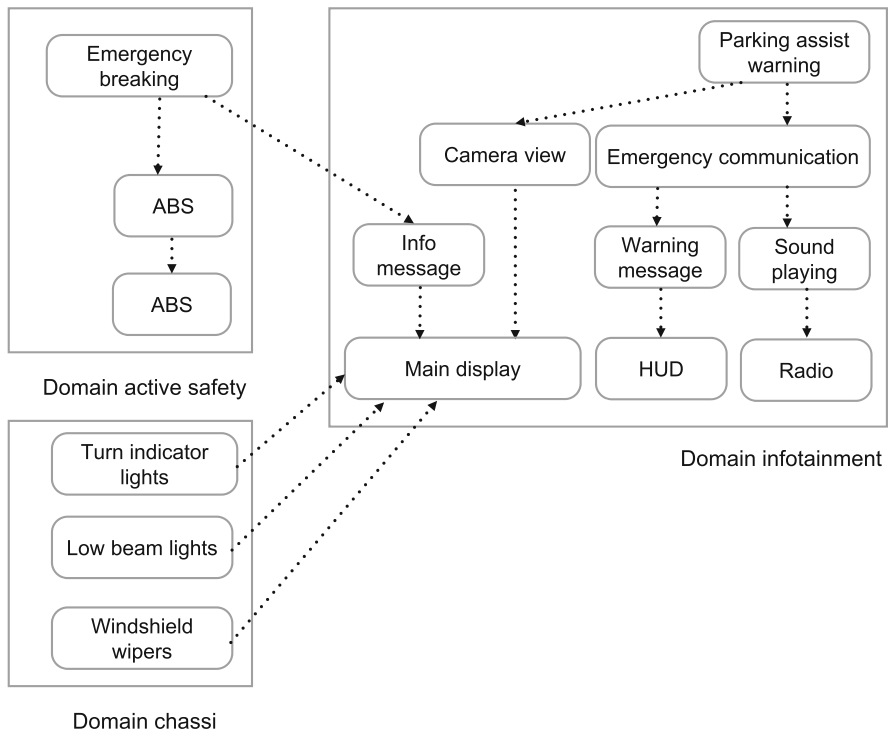 Emergency
breaking
ABS
ABS
Domain active safety
Parking assist
warning
Camera view
Emergency communication
Info
message
Warning
message
Sound
playing
Main display
HUD
Radio
Domain infotainment
Turn indicator
lights
Low beam lights
Windshield
wipers
Domain chassi